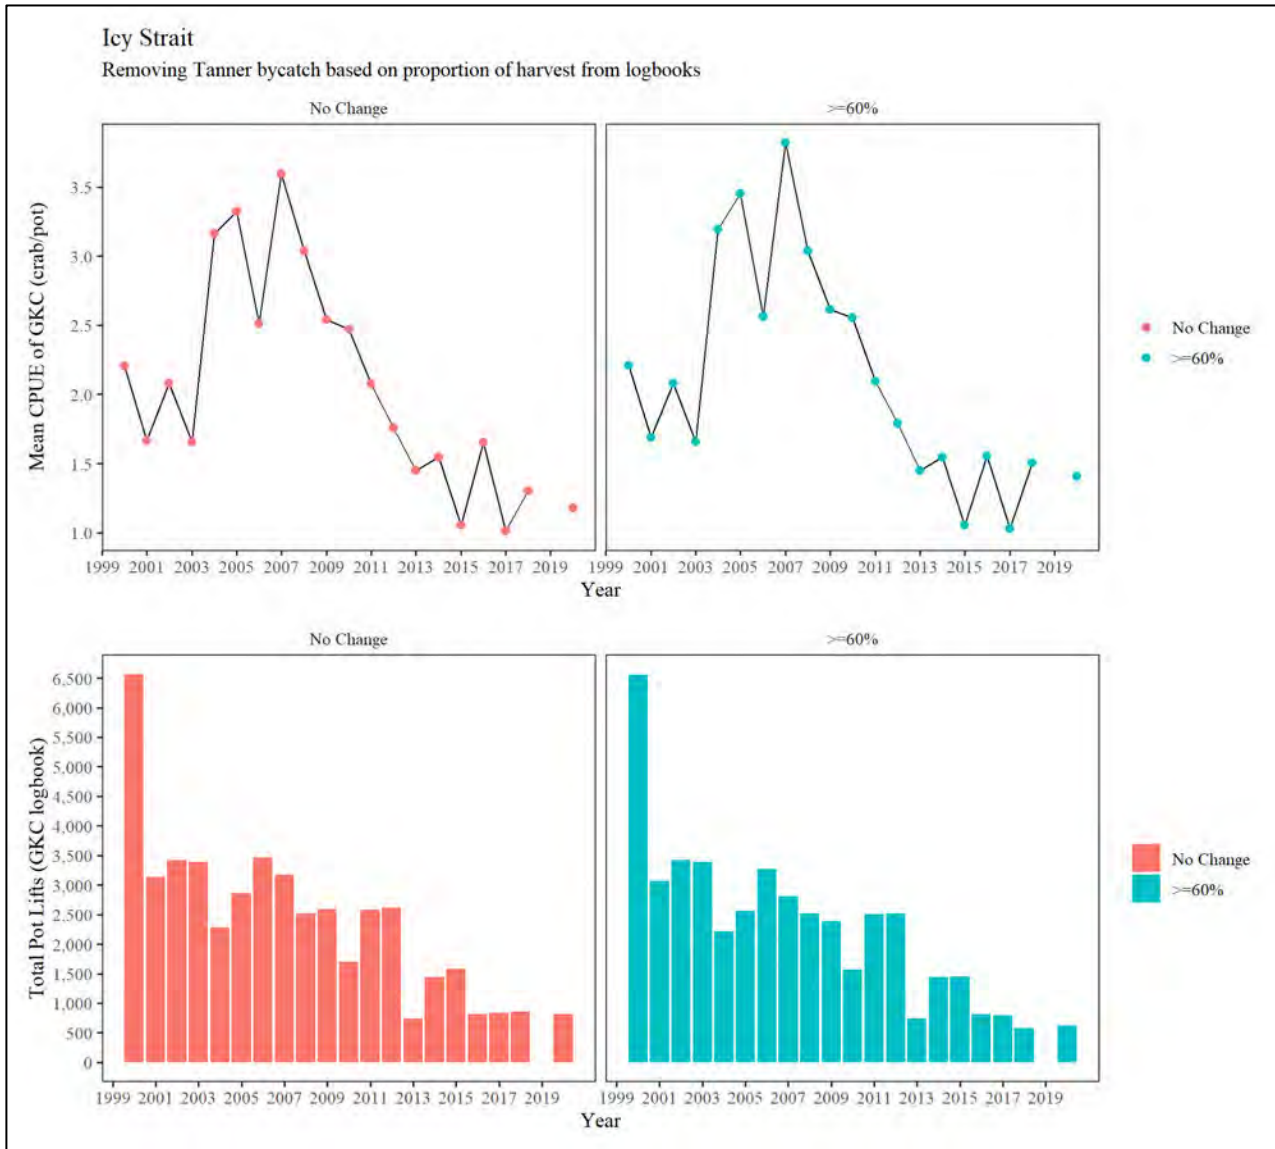 Icy Strait
Removing Tanner bycatch based on proportion of harvest from logbooks
No Change
>=60%
Mean CPUE of GKC (crab/pot)
3.5
3.0
2.5
2.0
1.5
1.0
1999 2001 2003 2005 2007 2009 2011 2013 2015 2017 2019
1999 2001 2003 2005 2007 2009 2011 2013 2015 2017 2019
Year
No Change
>=60%
No Change
>=60%
Total Pot Lifts (GKC logbook)
6,500
6,000
5,500
5,000
4,500
4,000
3,500
3,000
2,500
2,000
1,500
1,000
500
0
1999 2001 2003 2005 2007 2009 2011 2013 2015 2017 2019
1999 2001 2003 2005 2007 2009 2011 2013 2015 2017 2019
Year
No Change
>=60%